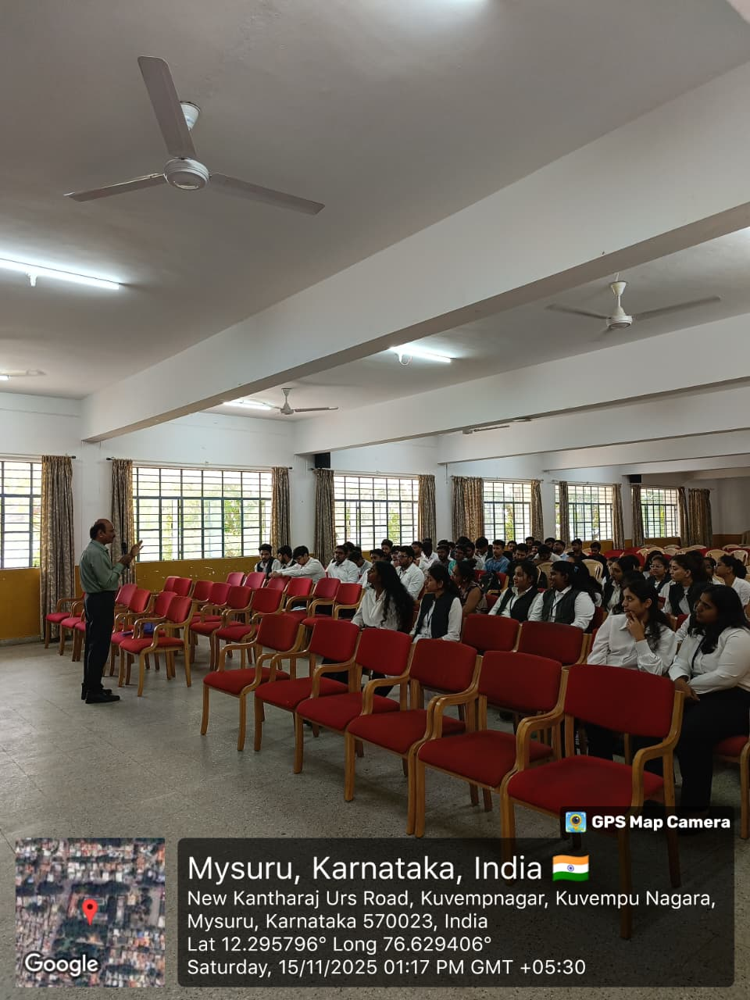 GPS Map Camera
Mysuru, Karnataka, India 🇮🇳
New Kantharaj Urs Road, Kuvempnagar, Kuvempu Nagara,
Mysuru, Karnataka 570023, India
Lat 12.295796° Long 76.629406°
Saturday, 15/11/2025 01:17 PM GMT +05:30
Google